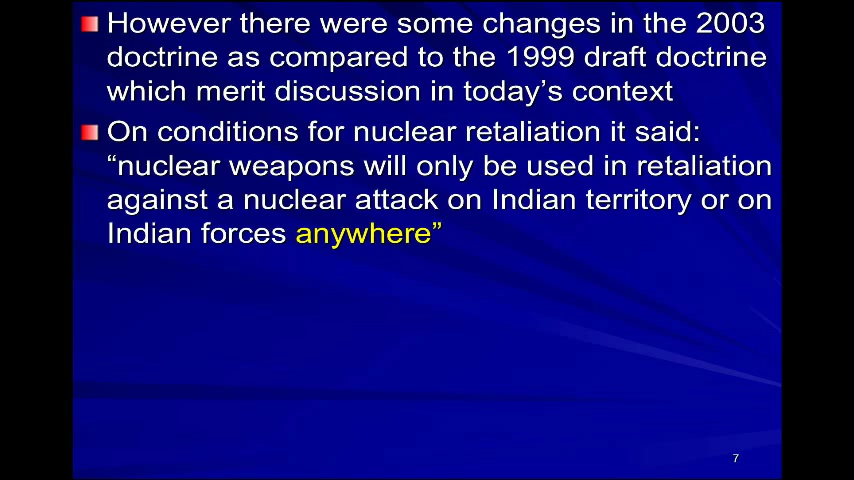 However there were some changes in the 2003
doctrine as compared to the 1999 draft doctrine
which merit discussion in today’s context
On conditions for nuclear retaliation it said:
“nuclear weapons will only be used in retaliation
against a nuclear attack on Indian territory or on
Indian forces anywhere”
7